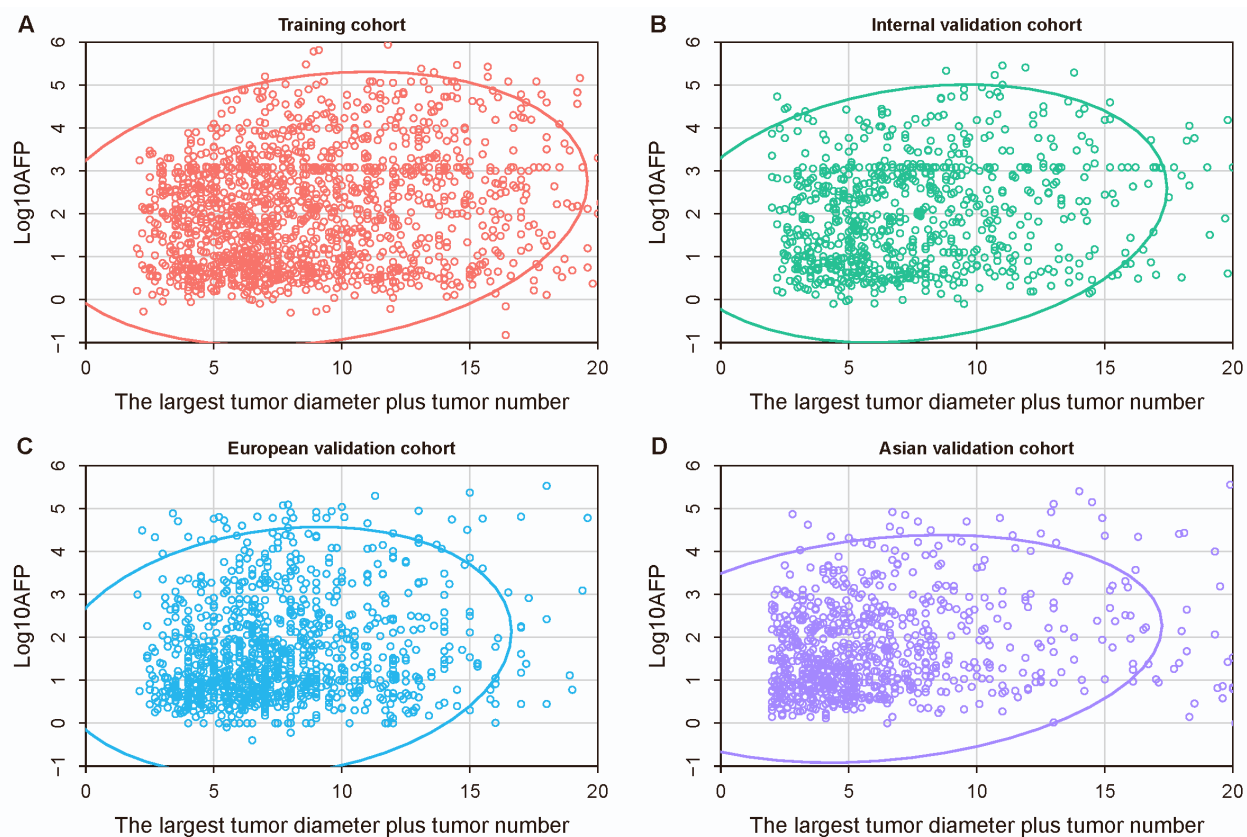 A
Training cohort
6
5
4
3
2
1
0
−1
Log10AFP
0 5 10 15 20
The largest tumor diameter plus tumor number
B
Internal validation cohort
6
5
4
3
2
1
0
−1
Log10AFP
0 5 10 15 20
The largest tumor diameter plus tumor number
C
European validation cohort
6
5
4
3
2
1
0
−1
Log10AFP
0 5 10 15 20
The largest tumor diameter plus tumor number
D
Asian validation cohort
6
5
4
3
2
1
0
−1
Log10AFP
0 5 10 15 20
The largest tumor diameter plus tumor number